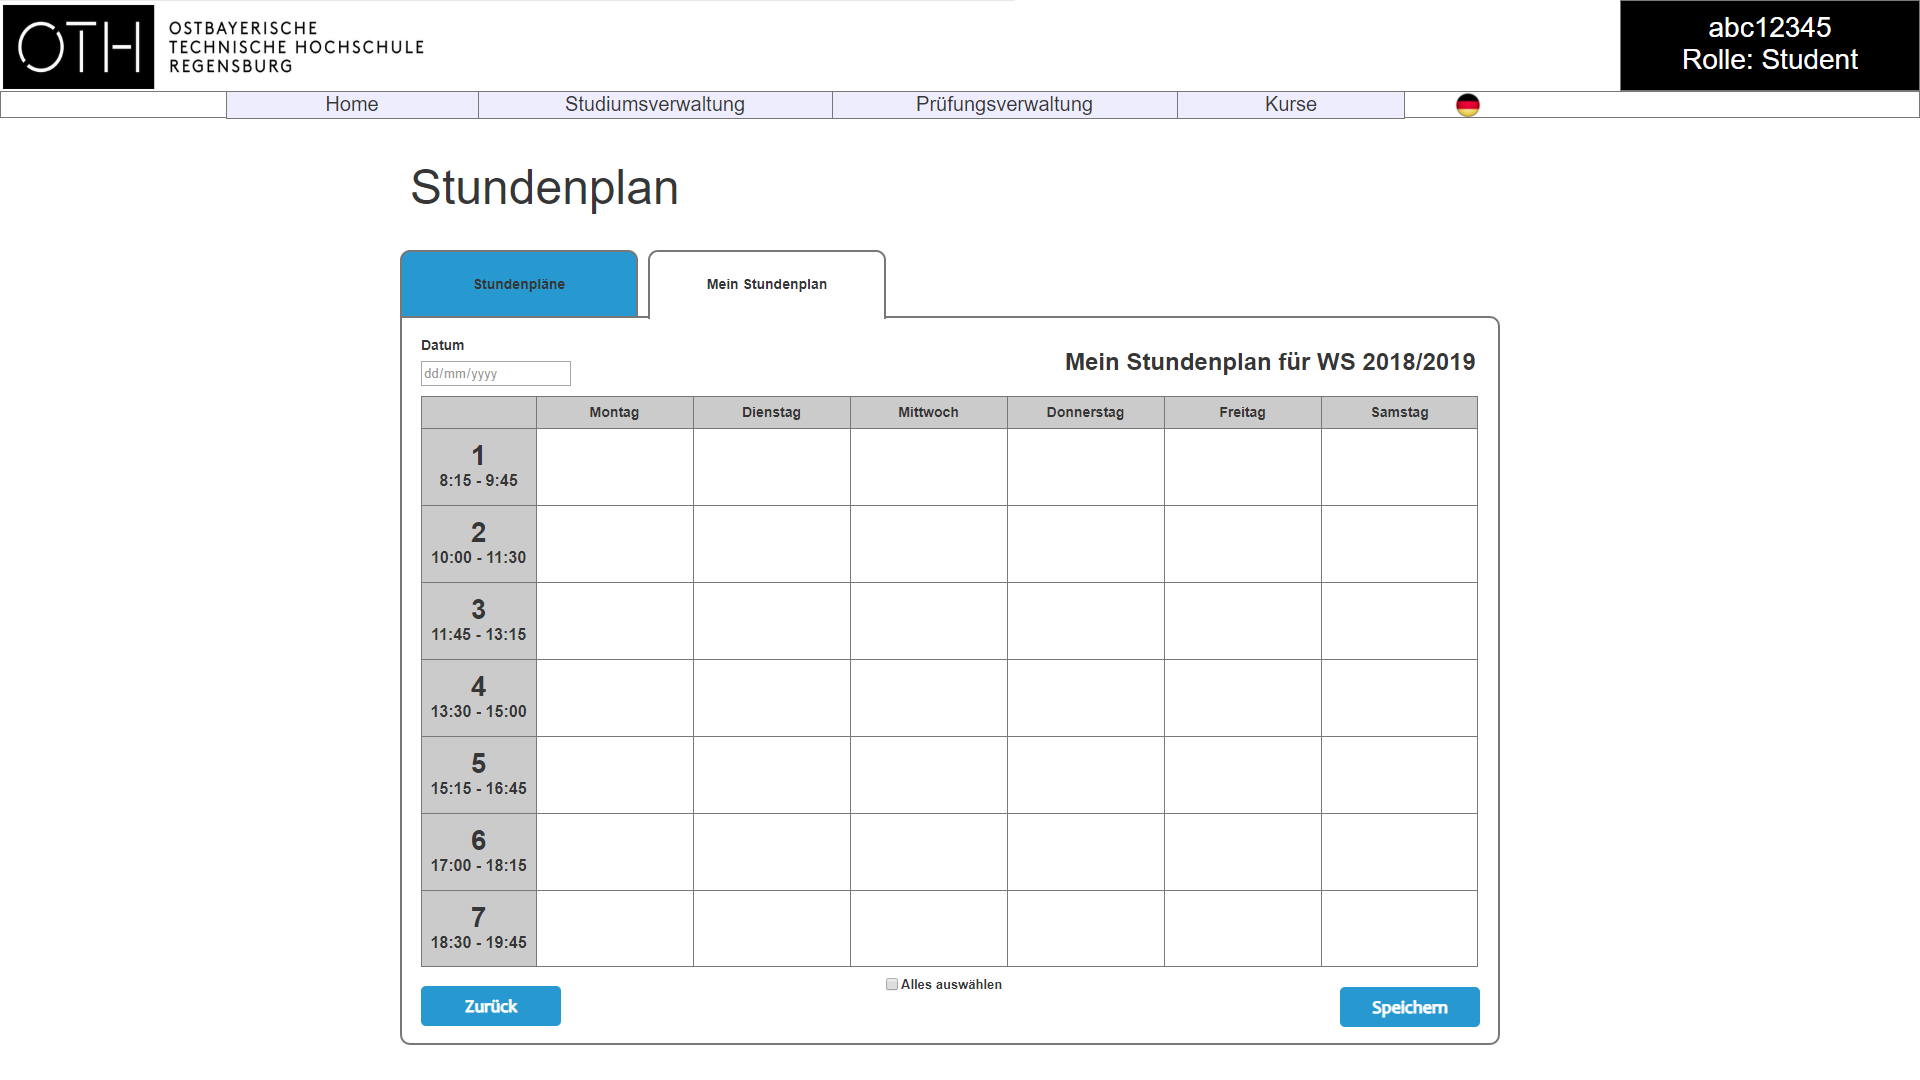 OTH
OSTBAYERISCHE
TECHNISCHE HOCHSCHULE
REGENSBURG
abc12345
Rolle: Student
Home
Studiumsverwaltung
Prüfungsverwaltung
Kurse
Stundenplan
Stundenpläne
Mein Stundenplan
Datum
dd/mm/yyyy
Mein Stundenplan für WS 2018/2019
Montag
Dienstag
Mittwoch
Donnerstag
Freitag
Samstag
1
8:15 - 9:45
2
10:00 - 11:30
3
11:45 - 13:15
4
13:30 - 15:00
5
15:15 - 16:45
6
17:00 - 18:15
7
18:30 - 19:45
Alles auswählen
Zurück
Speichern